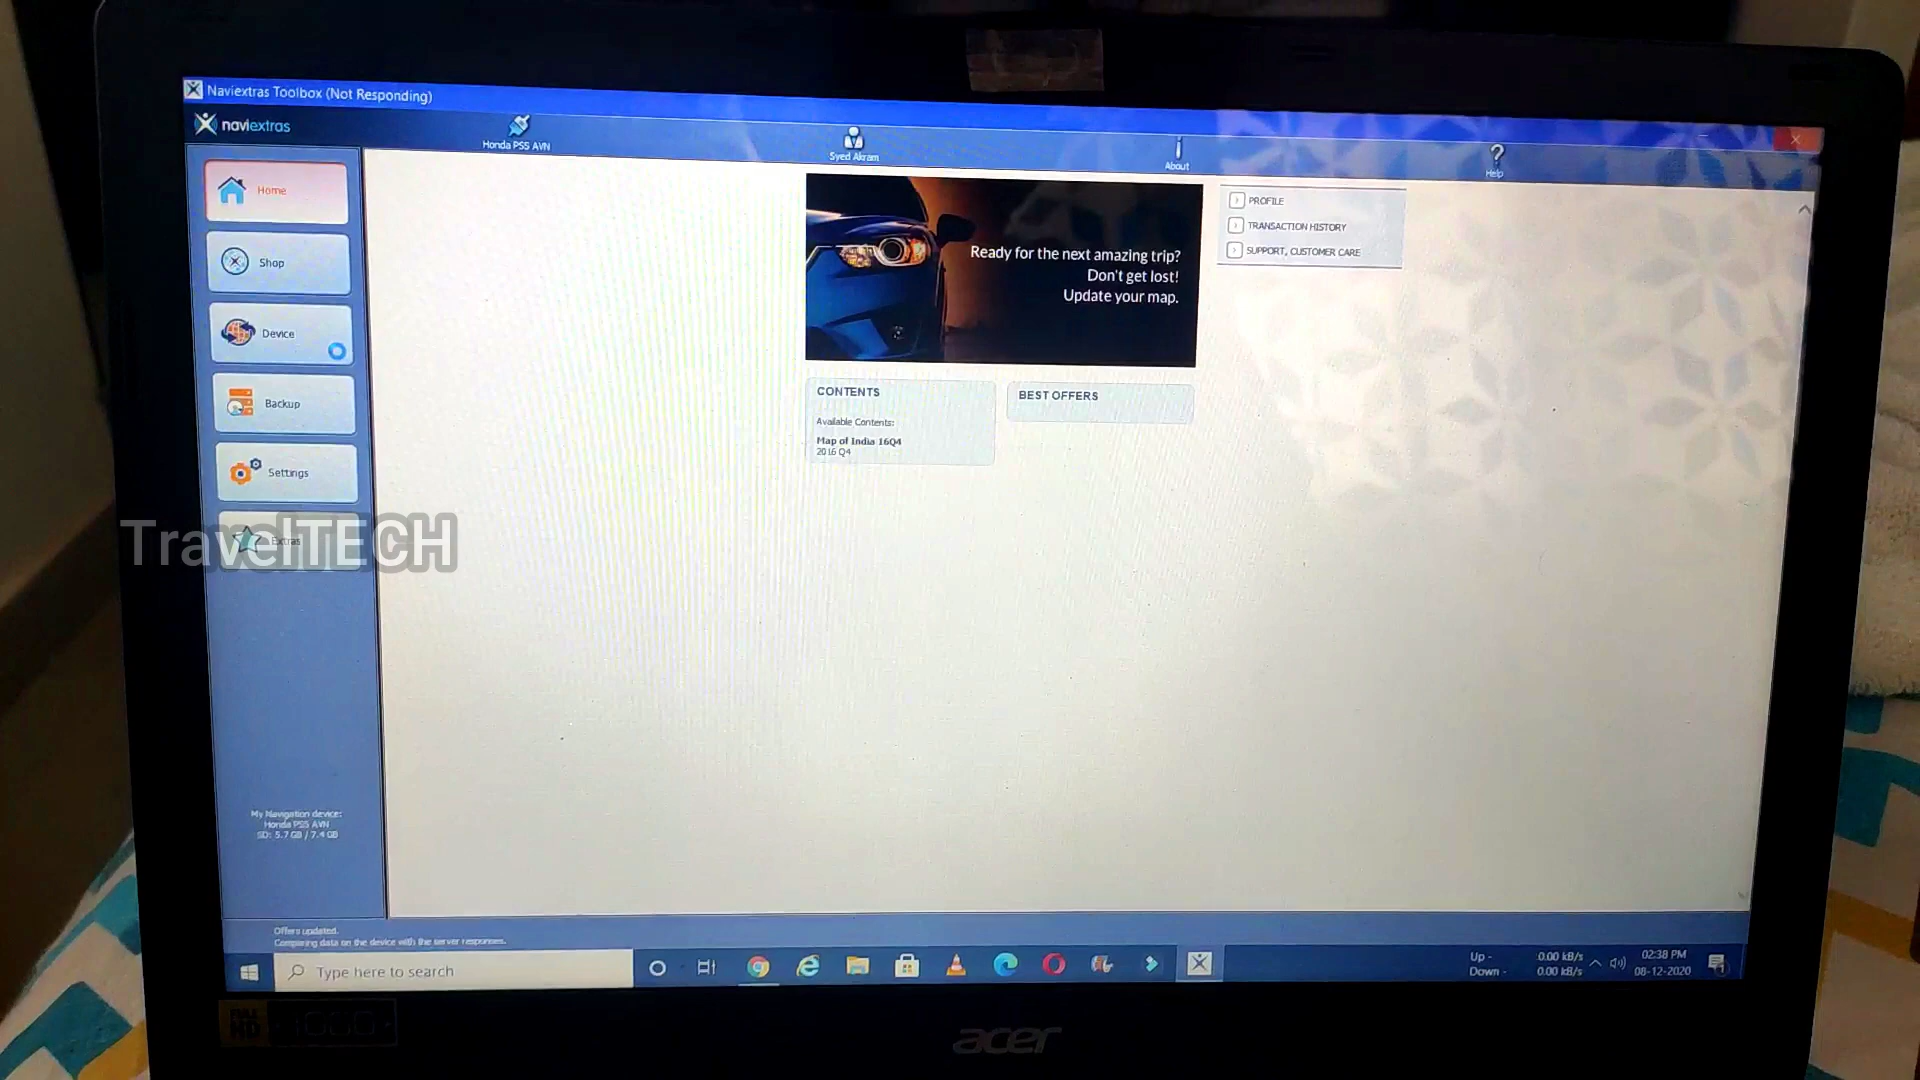 Naviextras Toolbox (Not Responding)
naviextras
Honda PSS AVN
Syed Akram
About
Help
Home
Shop
Device
Backup
Settings
Extras
TravelTECH
Ready for the next amazing trip?
Don't get lost!
Update your map.
PROFILE
TRANSACTION HISTORY
SUPPORT, CUSTOMER CARE
CONTENTS
Available Contents:
Map of India 16Q4
2016 Q4
BEST OFFERS
My Navigation device:
Honda PSS AVN
SD: 5.7 GB / 7.4 GB
Offers updated.
Comparing data on the device with the server responses.
Type here to search
Up - 0.00 kB/s
Down - 0.00 kB/s
02:38 PM
08-12-2020
FULL
HD
acer